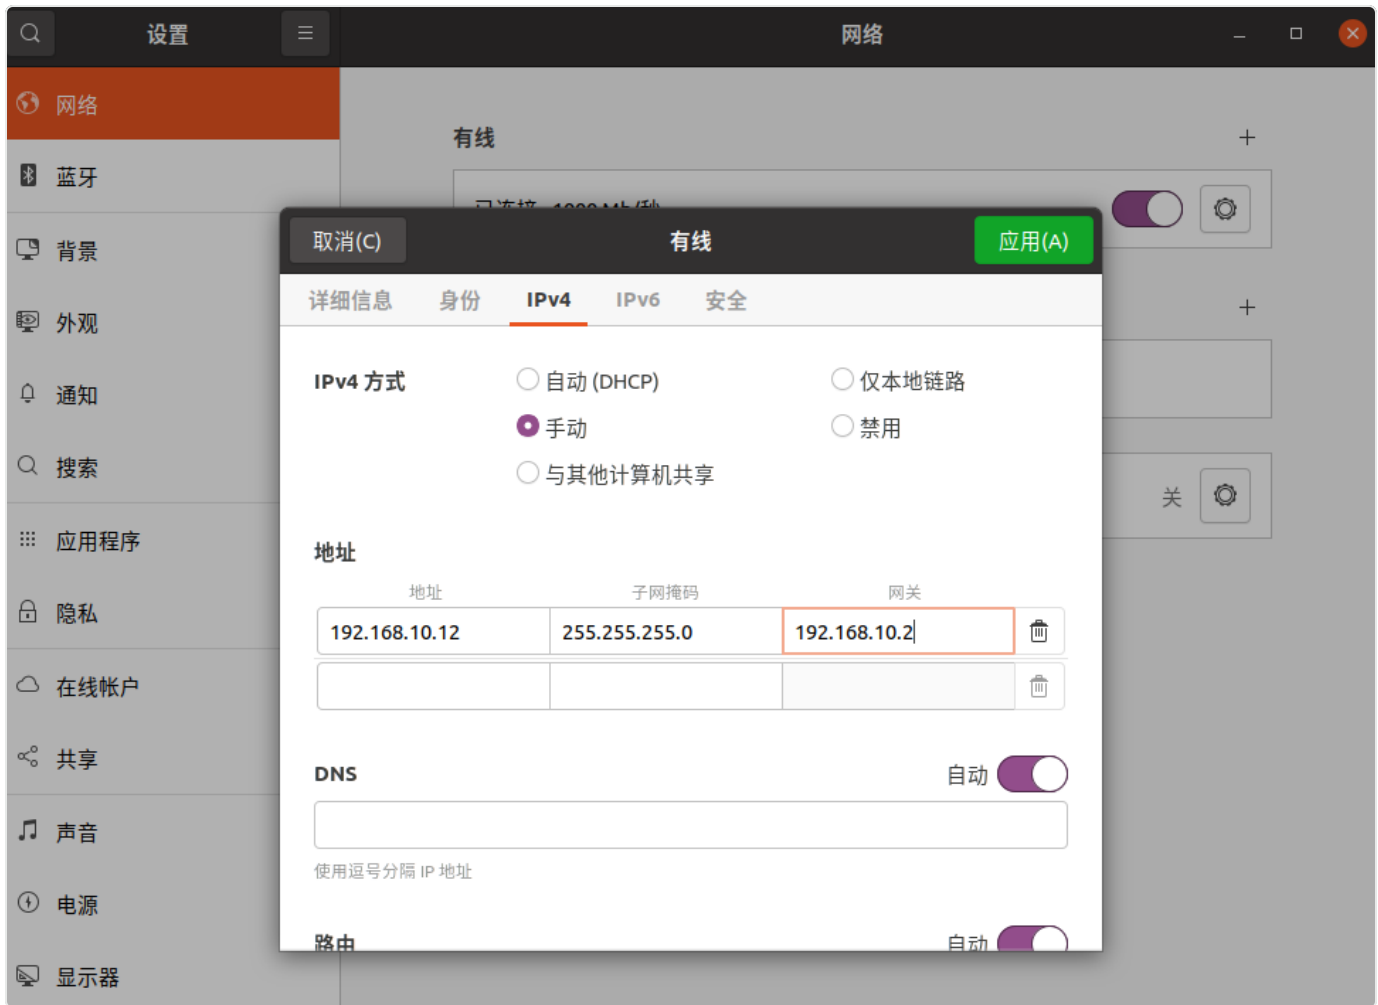 设置
网络
网络
蓝牙
背景
外观
通知
搜索
应用程序
隐私
在线帐户
共享
声音
电源
显示器
有线
已连接 - 1000 Mb/秒
关
取消(C)
有线
应用(A)
详细信息 身份 IPv4 IPv6 安全
IPv4 方式
自动 (DHCP)
仅本地链路
手动
禁用
与其他计算机共享
地址
地址 子网掩码 网关
192.168.10.12 255.255.255.0 192.168.10.2
DNS
自动
使用逗号分隔 IP 地址
路由
自动